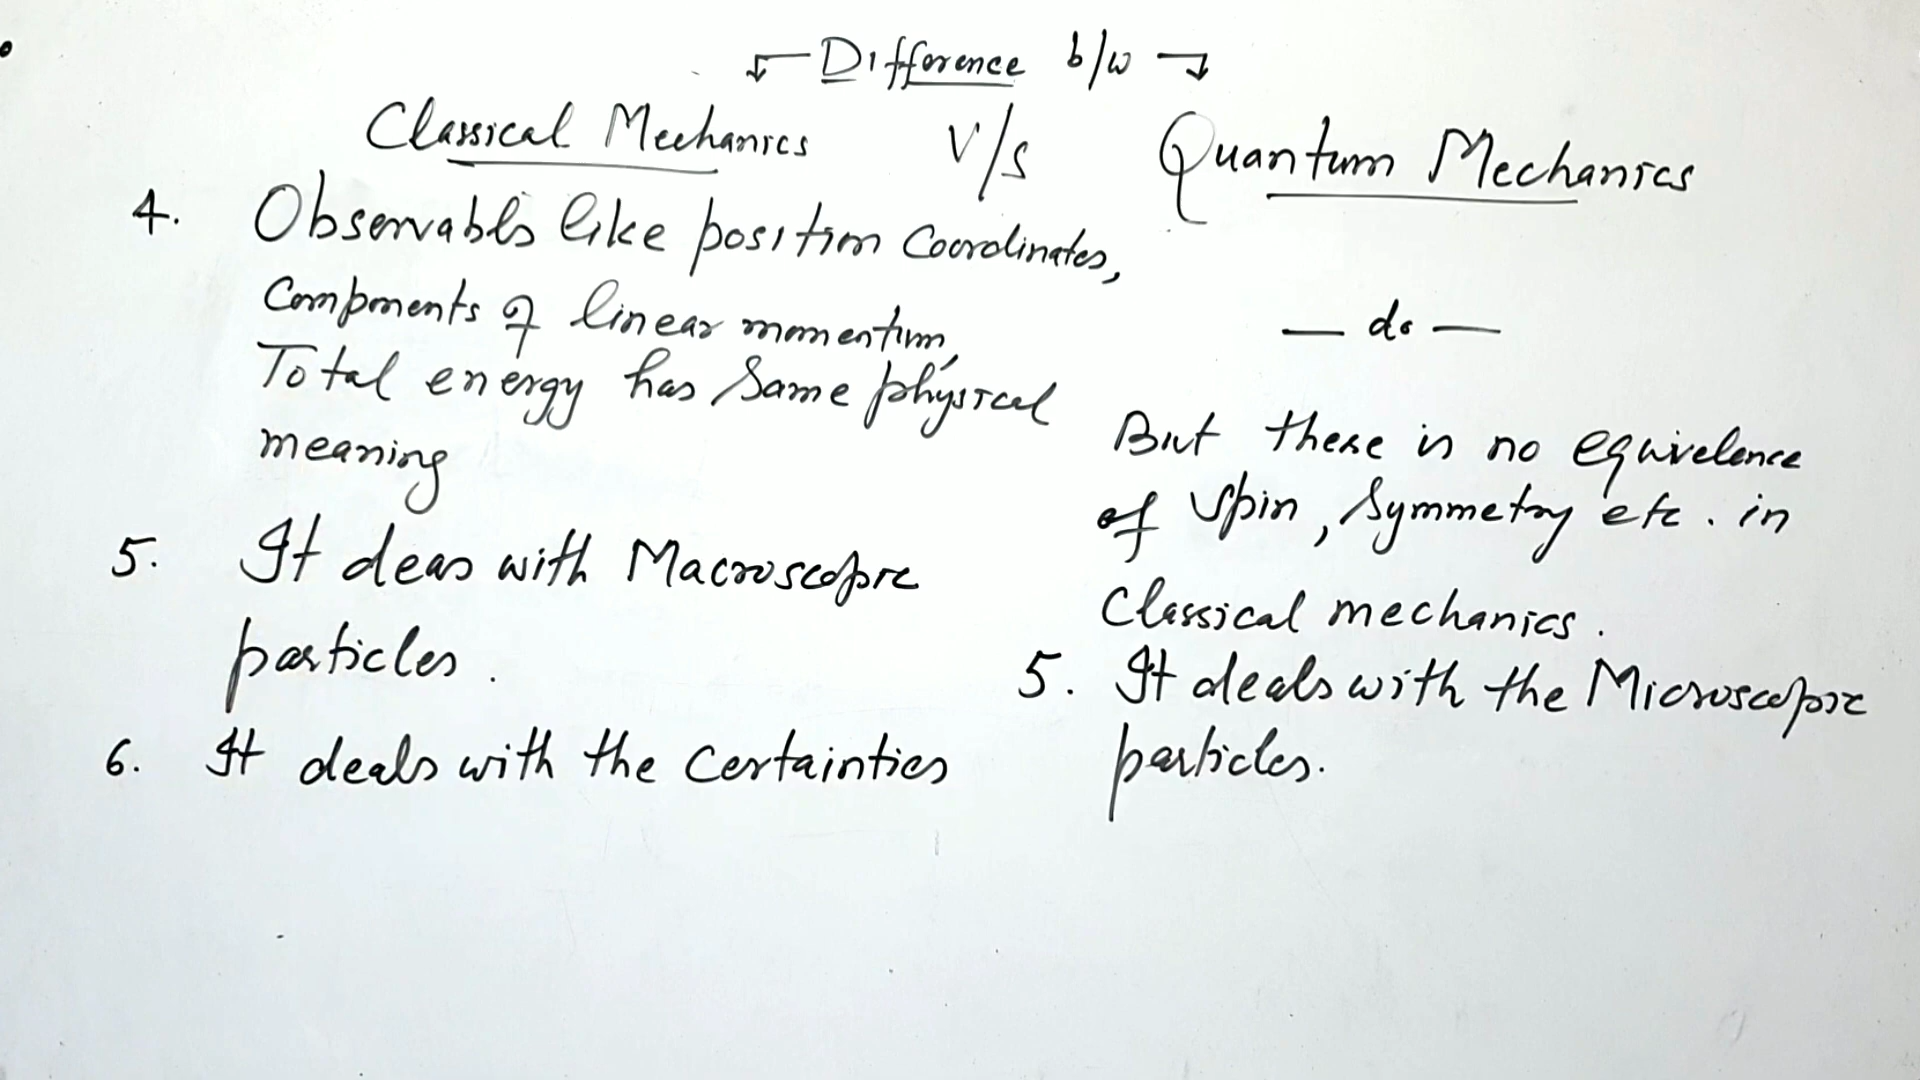 Difference b/w
Classical Mechanics V/s Quantum Mechanics
4. Observables like position Coordinates,
Components of linear momentum,
Total energy has Same physical
meaning
— do —
But there is no equivelence
of Spin, Symmetry etc. in
Classical mechanics.
5. It deas with Macroscopic
particles.
5. It deals with the Microscopic
particles.
6. It deals with the Certainties